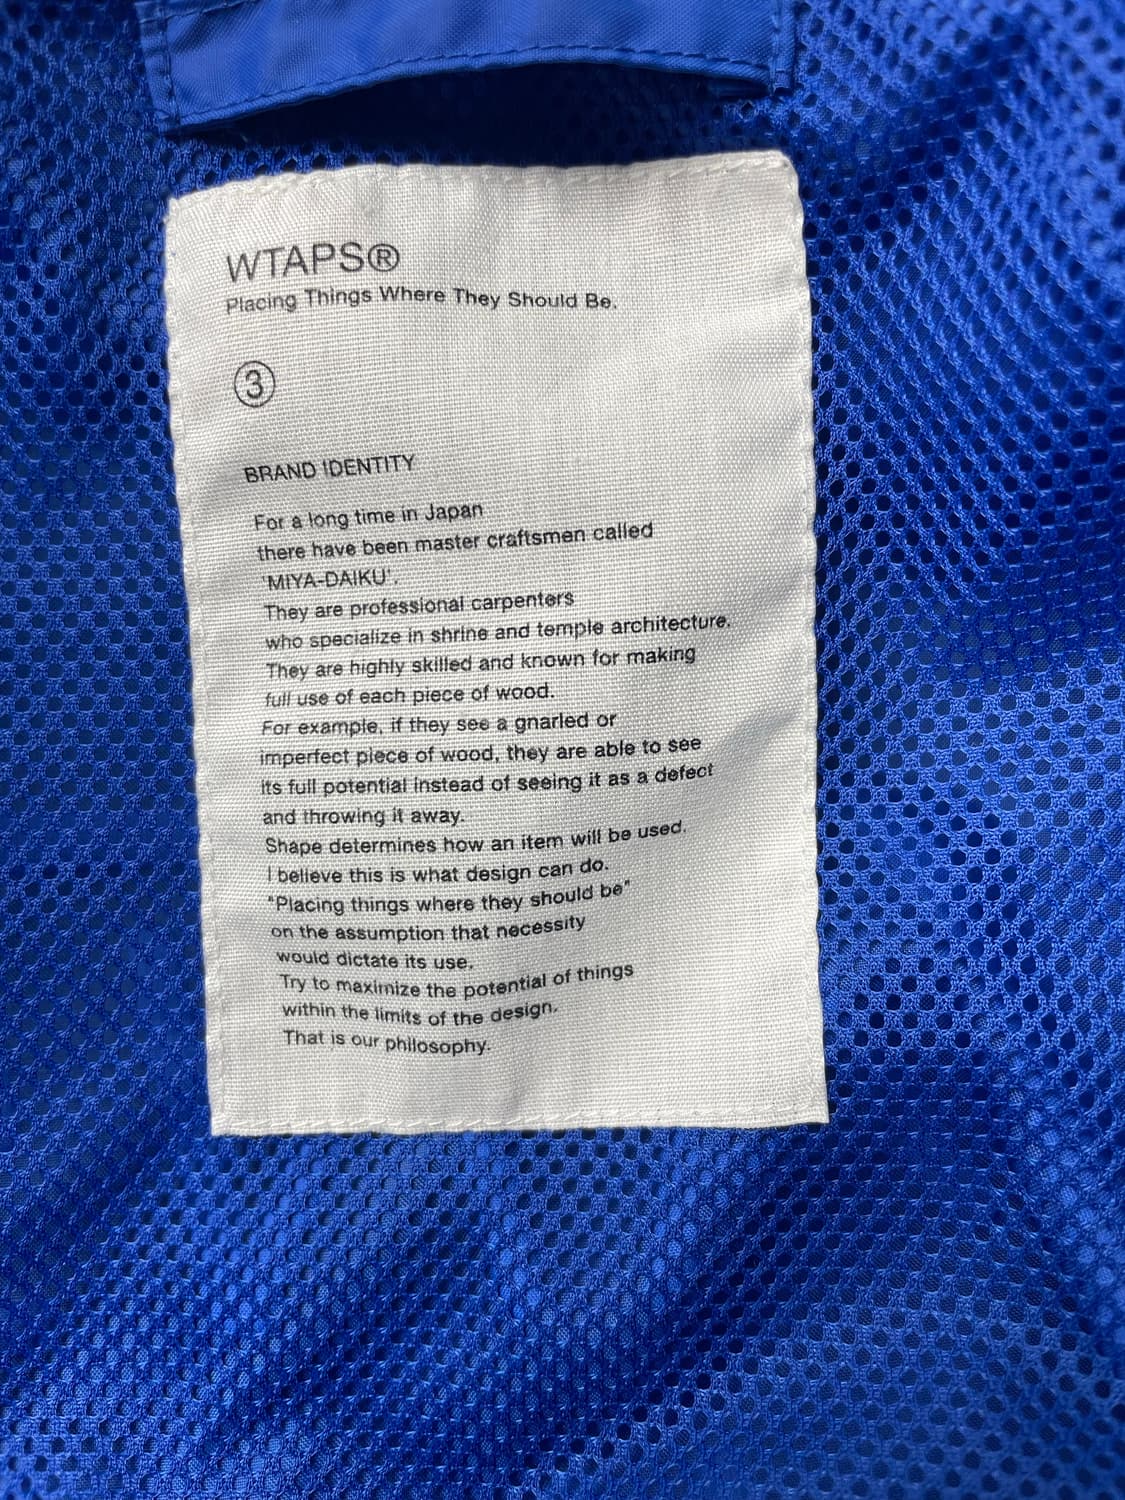 WTAPS®
Placing Things Where They Should Be.
③
BRAND IDENTITY
For a long time in Japan
there have been master craftsmen called
'MIYA-DAIKU'.
They are professional carpenters
who specialize in shrine and temple architecture.
They are highly skilled and known for making
full use of each piece of wood.
For example, if they see a gnarled or
imperfect piece of wood, they are able to see
its full potential instead of seeing it as a defect
and throwing it away.
Shape determines how an item will be used.
I believe this is what design can do.
"Placing things where they should be"
on the assumption that necessity
would dictate its use.
Try to maximize the potential of things
within the limits of the design.
That is our philosophy.